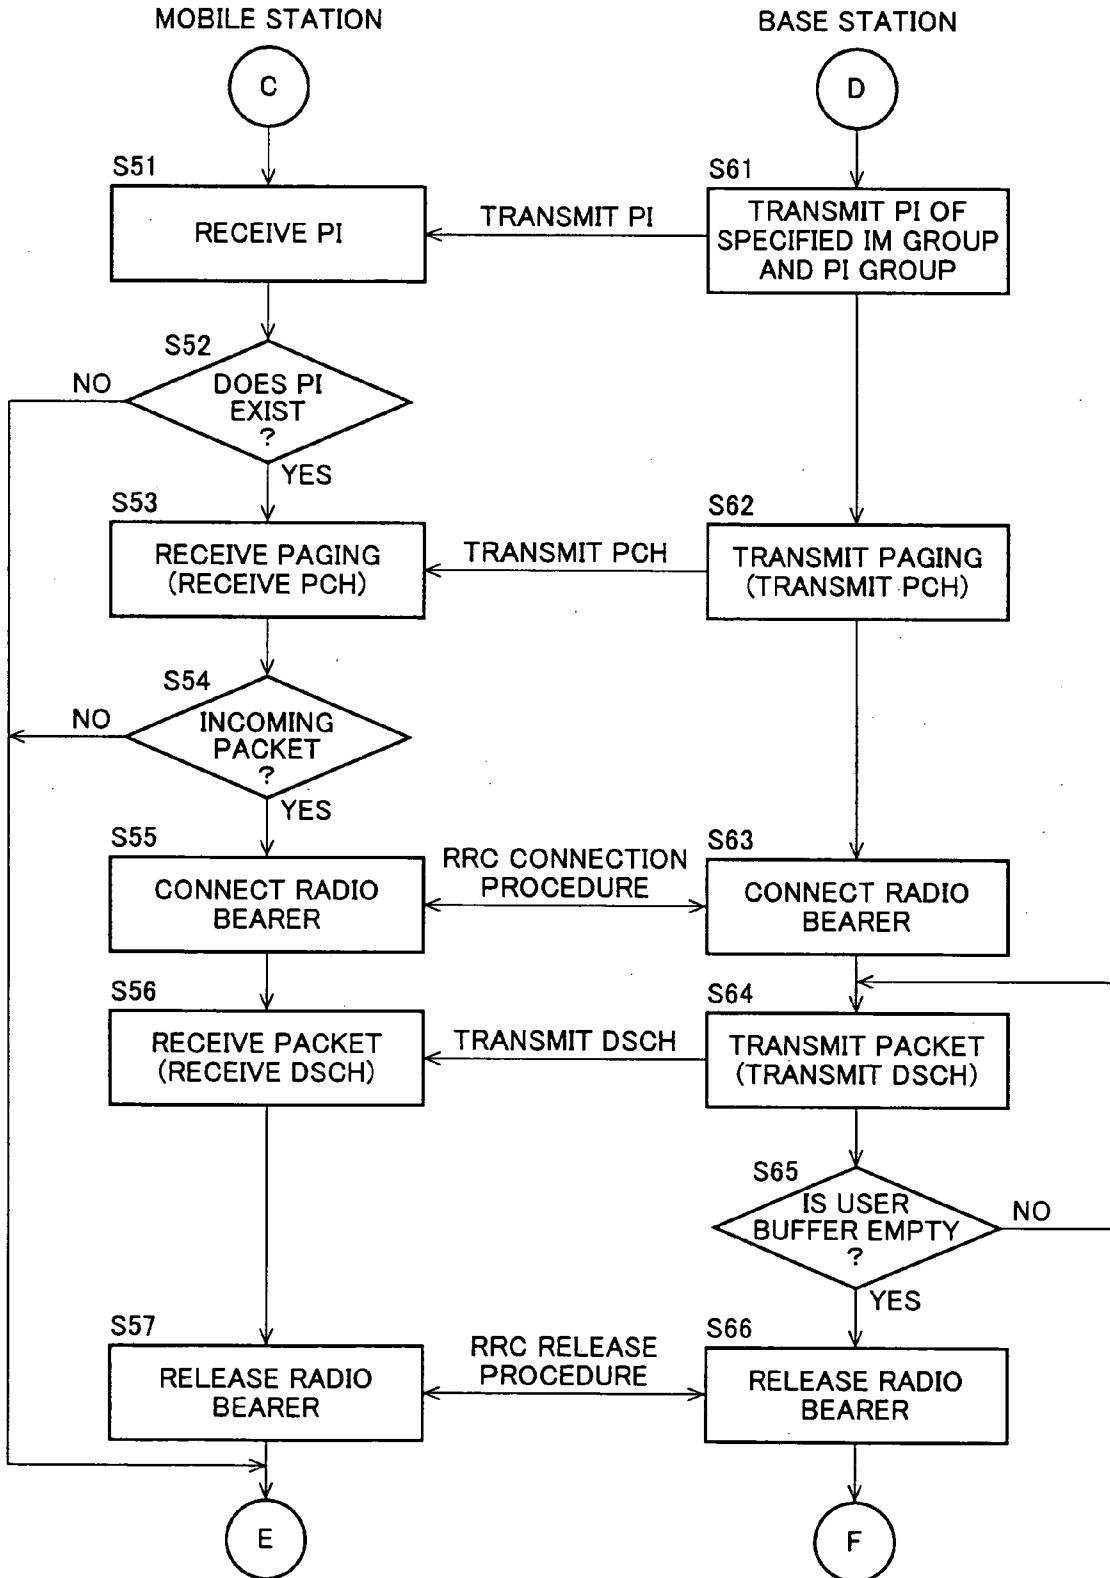 MOBILE STATION
BASE STATION
C
D
S51
RECEIVE PI
TRANSMIT PI
S61
TRANSMIT PI OF
SPECIFIED IM GROUP
AND PI GROUP
S52
NO
DOES PI
EXIST
?
YES
S53
RECEIVE PAGING
(RECEIVE PCH)
TRANSMIT PCH
S62
TRANSMIT PAGING
(TRANSMIT PCH)
S54
NO
INCOMING
PACKET
?
YES
S55
CONNECT RADIO
BEARER
RRC CONNECTION
PROCEDURE
S63
CONNECT RADIO
BEARER
S56
RECEIVE PACKET
(RECEIVE DSCH)
TRANSMIT DSCH
S64
TRANSMIT PACKET
(TRANSMIT DSCH)
S65
IS USER
BUFFER EMPTY
?
NO
YES
S57
RELEASE RADIO
BEARER
RRC RELEASE
PROCEDURE
S66
RELEASE RADIO
BEARER
E
F